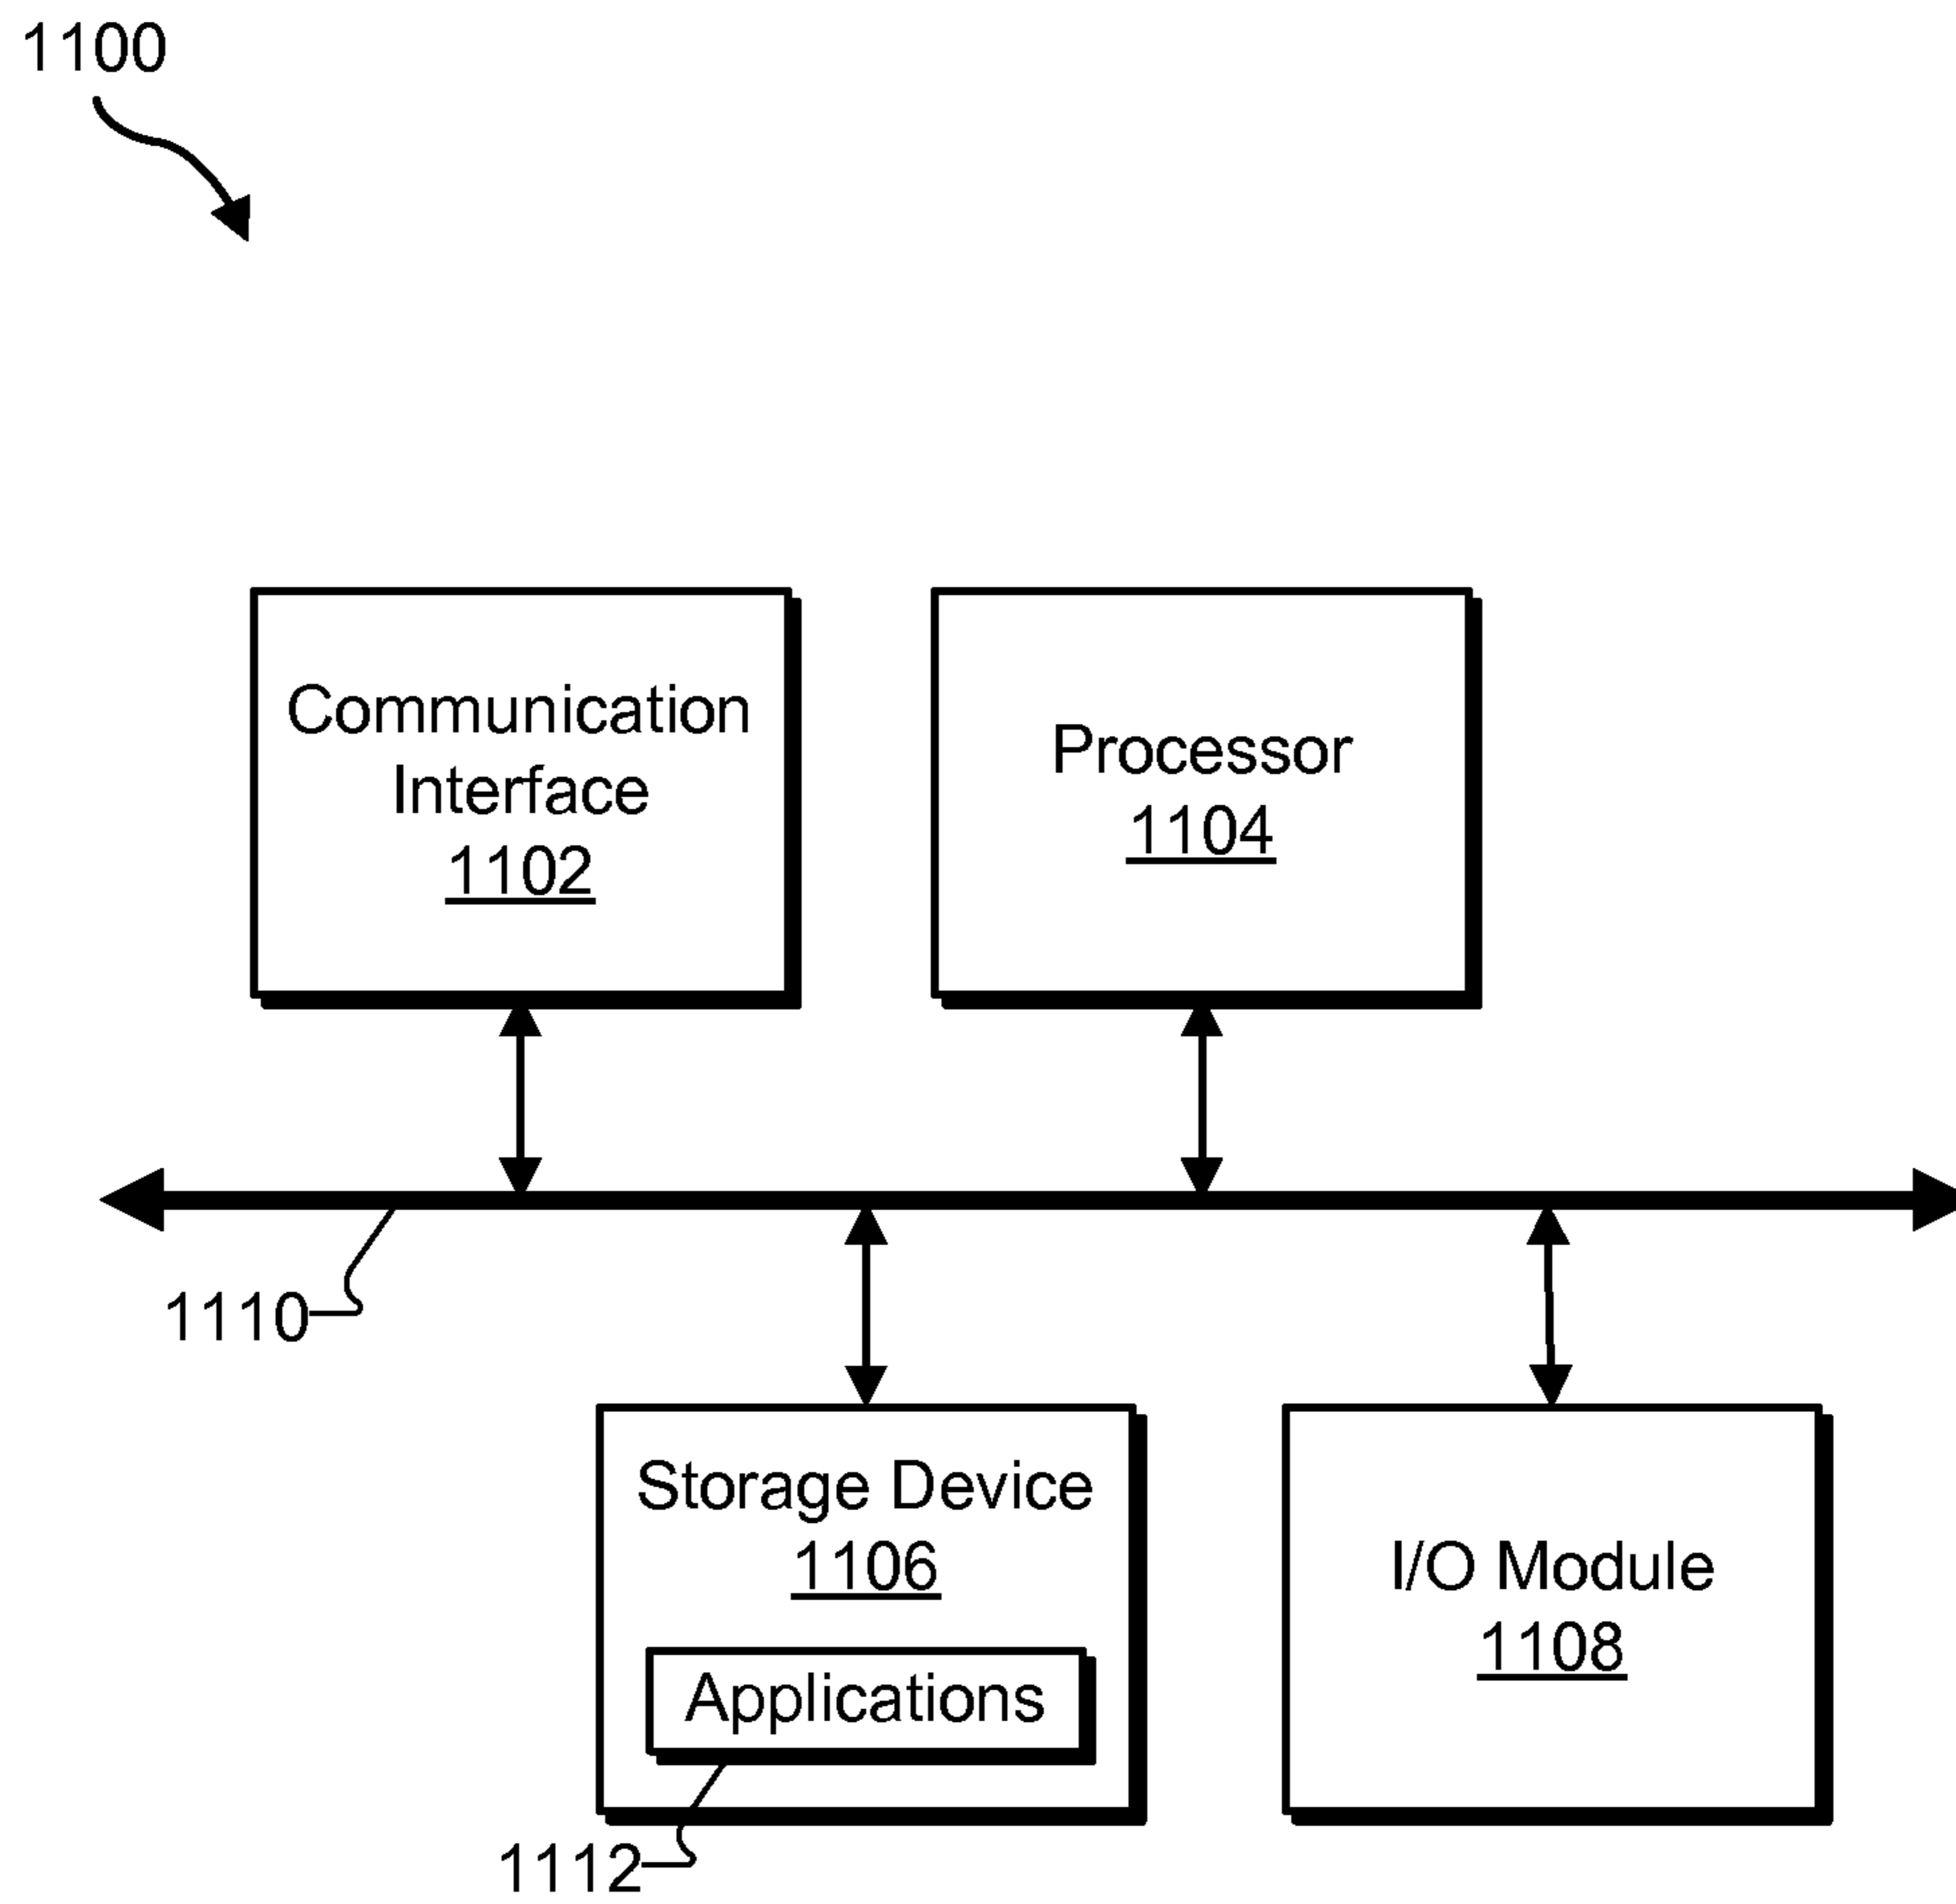 1100
Communication
Interface
1102
Processor
1104
1110
Storage Device
1106
Applications
1112
I/O Module
1108